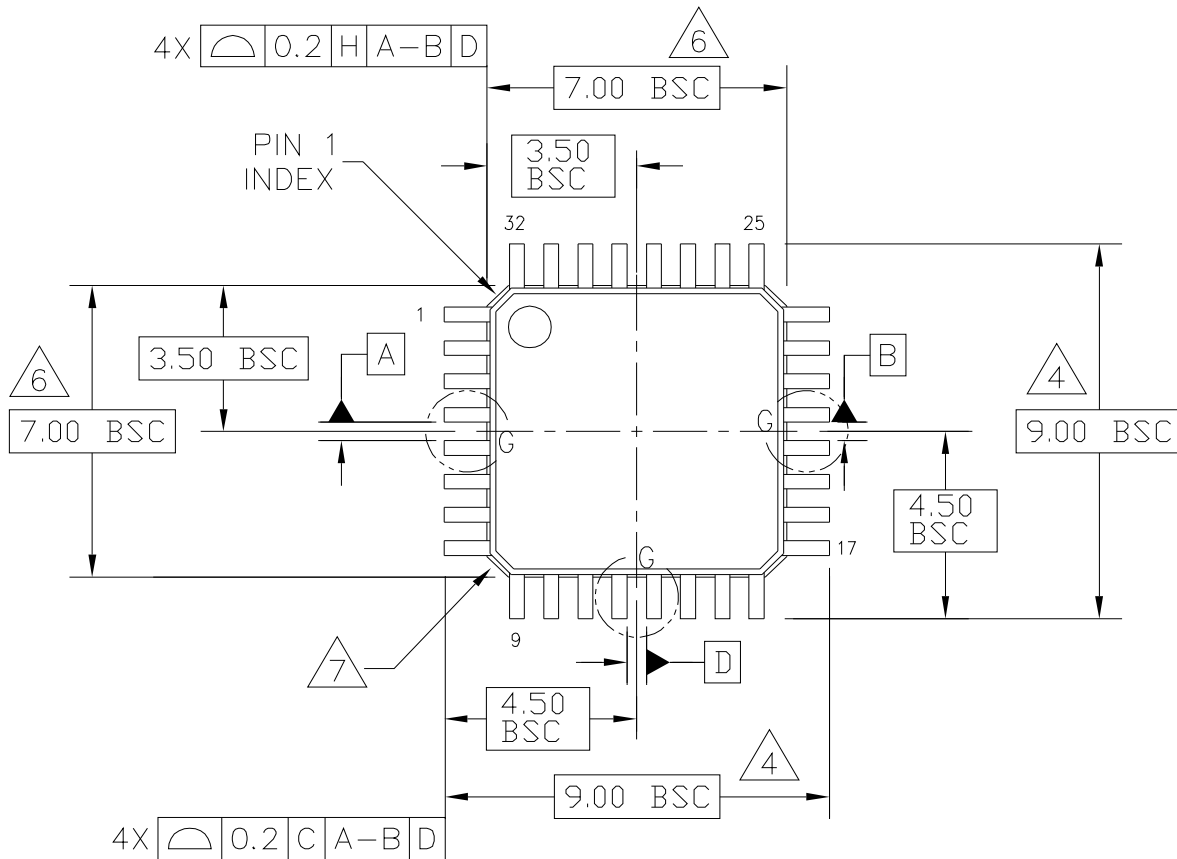 4X 0.2 H A-B D
6
7.00 BSC
3.50
BSC
PIN 1
INDEX
32
25
1
3.50 BSC
A
B
6
7.00 BSC
4
9.00 BSC
G
G
4.50
BSC
17
G
9
7
D
4.50
BSC
4
9.00 BSC
4X 0.2 C A-B D